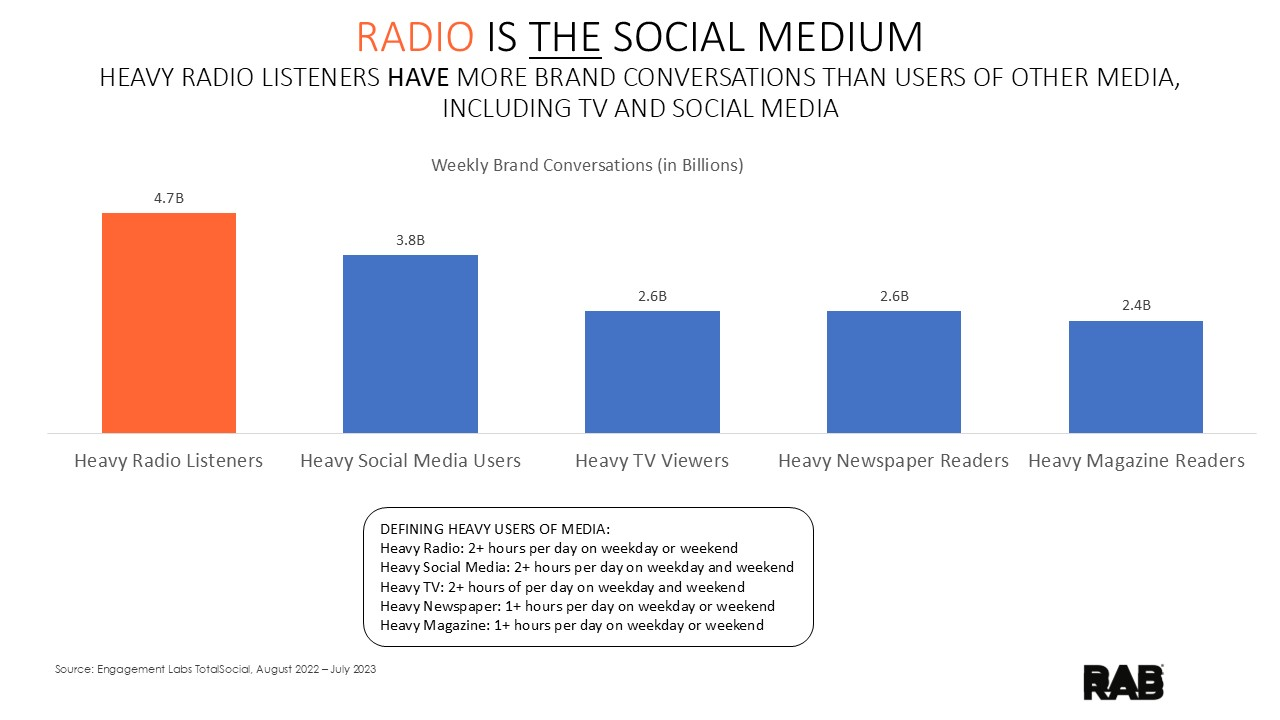 RADIO IS THE SOCIAL MEDIUM
HEAVY RADIO LISTENERS HAVE MORE BRAND CONVERSATIONS THAN USERS OF OTHER MEDIA,
INCLUDING TV AND SOCIAL MEDIA
Weekly Brand Conversations (in Billions)
4.7B
3.8B
2.6B
2.6B
2.4B
Heavy Radio Listeners
Heavy Social Media Users
Heavy TV Viewers
Heavy Newspaper Readers
Heavy Magazine Readers
DEFINING HEAVY USERS OF MEDIA:
Heavy Radio: 2+ hours per day on weekday or weekend
Heavy Social Media: 2+ hours per day on weekday and weekend
Heavy TV: 2+ hours of per day on weekday and weekend
Heavy Newspaper: 1+ hours per day on weekday or weekend
Heavy Magazine: 1+ hours per day on weekday or weekend
Source: Engagement Labs TotalSocial, August 2022 – July 2023
RAB